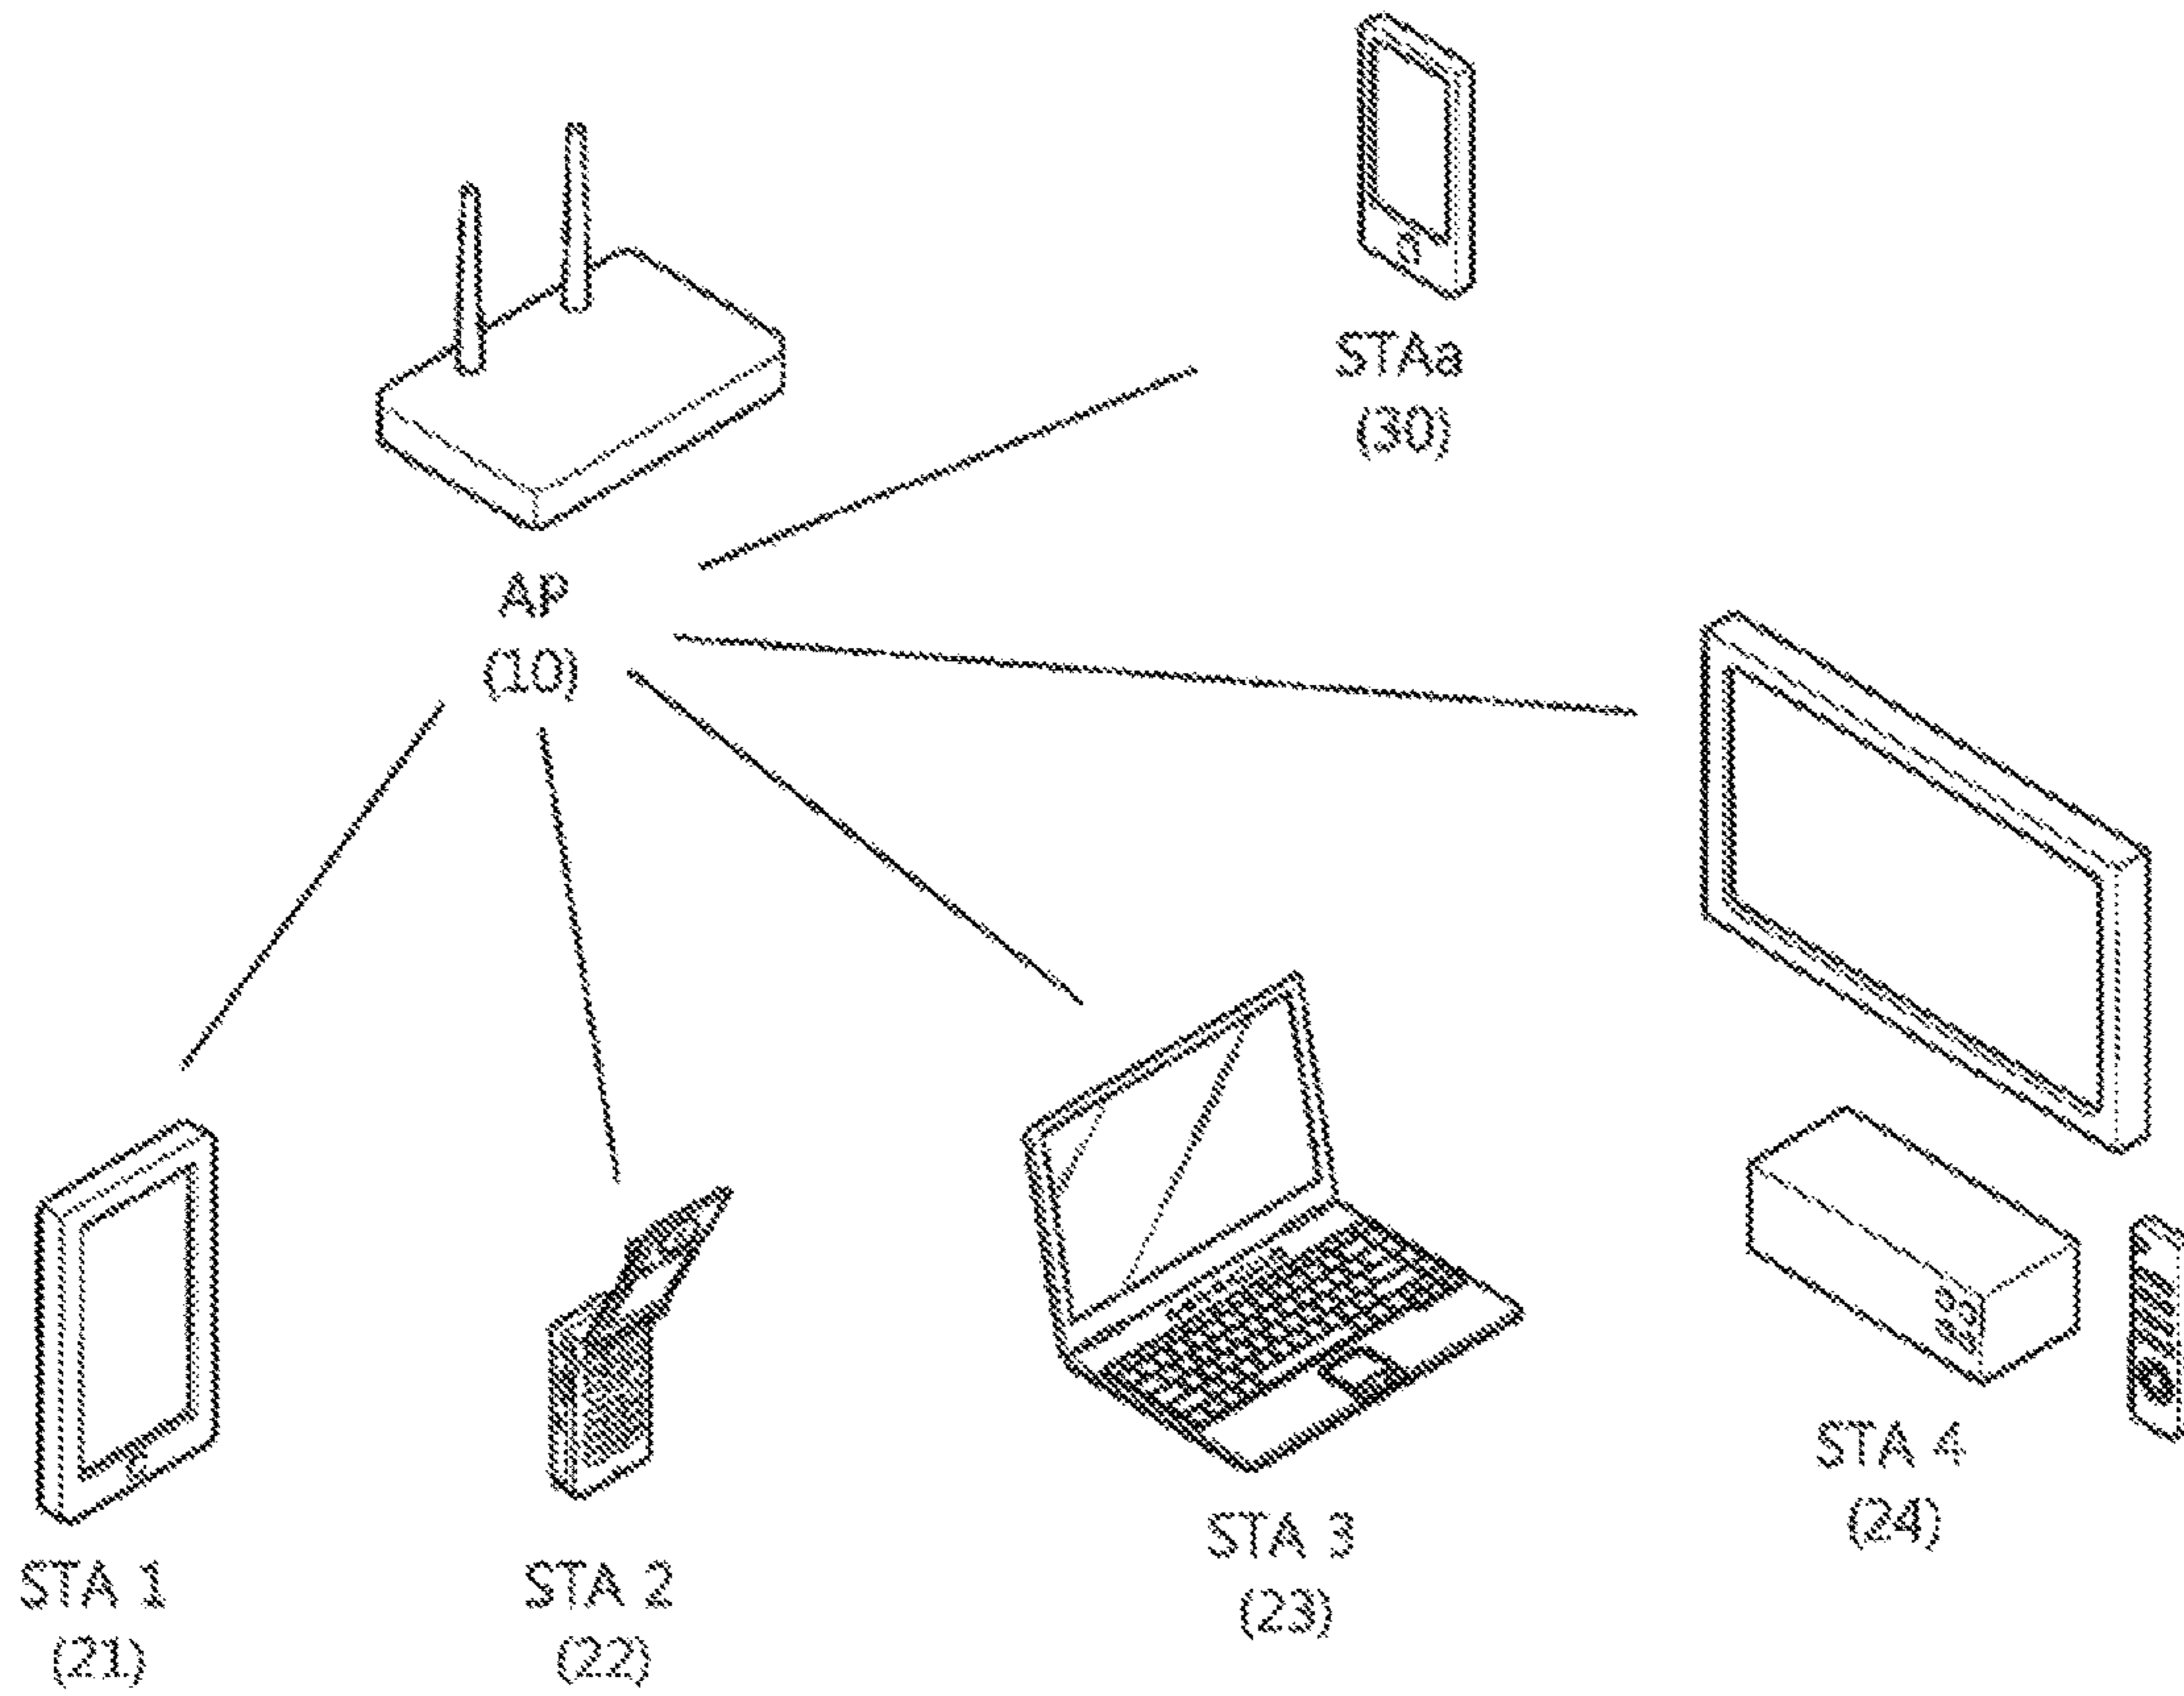 STAa
(30)
AP
(10)
STA 4
(24)
STA 3
(23)
STA 1
(21)
STA 2
(22)